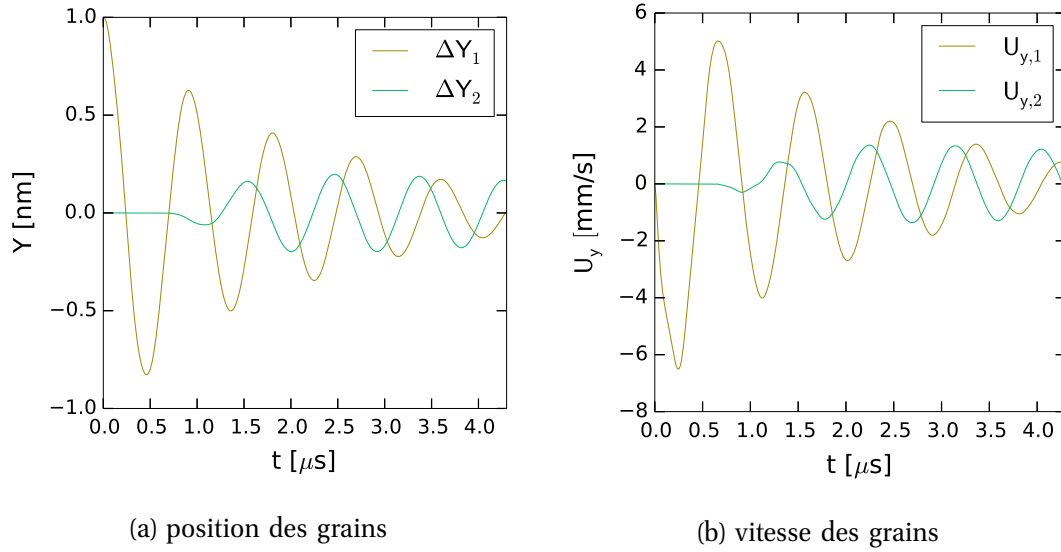 1.0
0.5
0.0
−0.5
−1.0
Y [nm]
0.0 0.5 1.0 1.5 2.0 2.5 3.0 3.5 4.0
t [μs]
ΔY₁
ΔY₂
(a) position des grains
6
4
2
0
−2
−4
−6
−8
U_y [mm/s]
0.0 0.5 1.0 1.5 2.0 2.5 3.0 3.5 4.0
t [μs]
U_y,1
U_y,2
(b) vitesse des grains